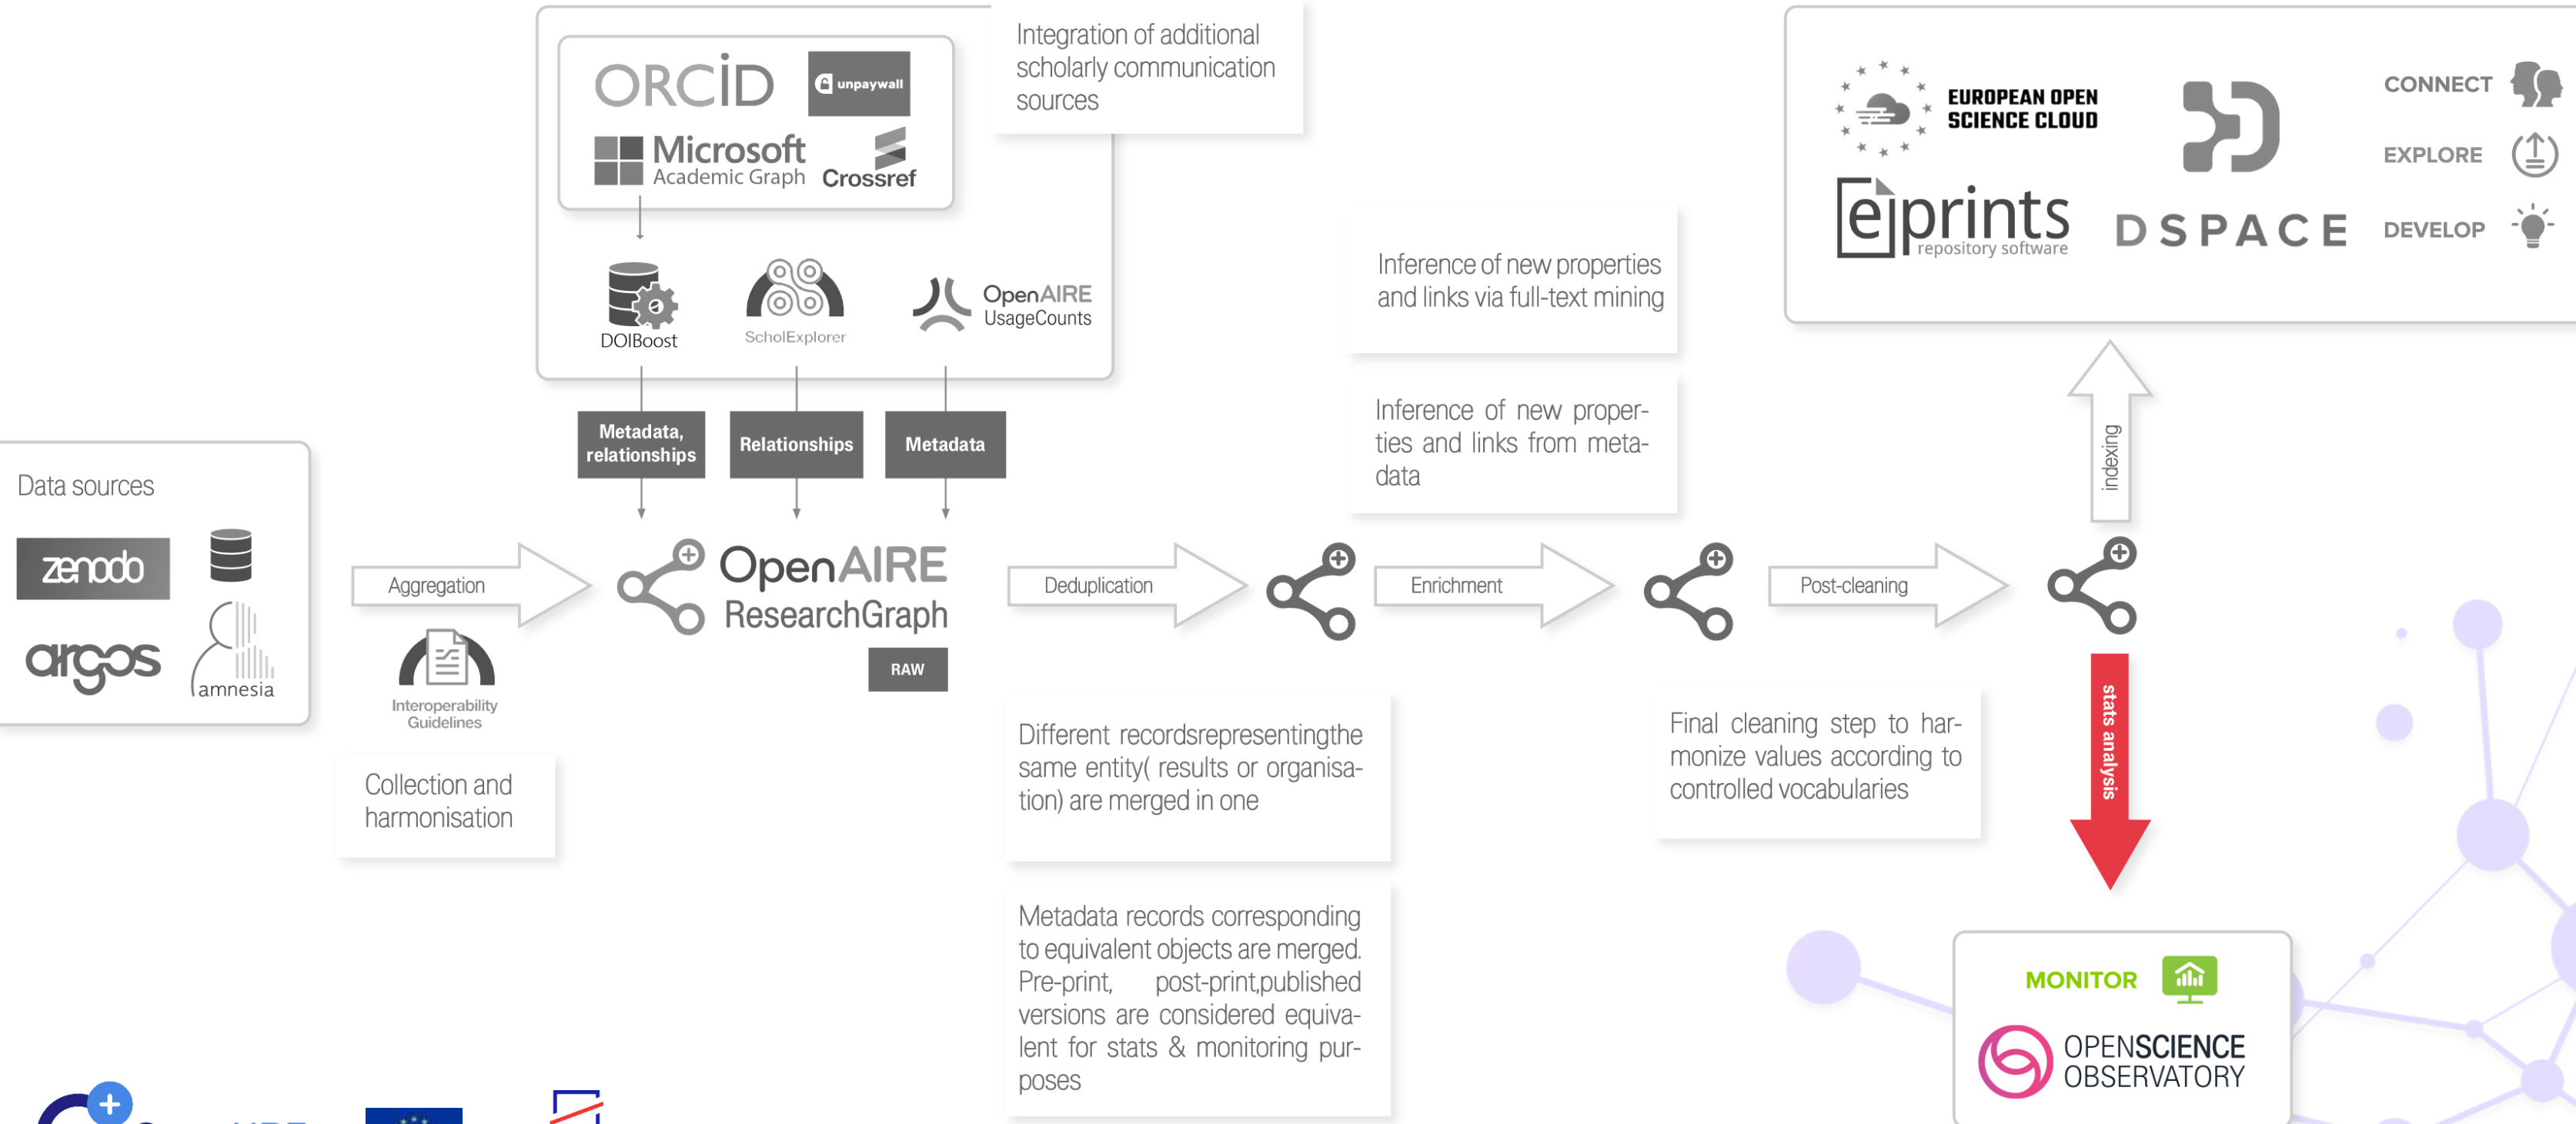 Data sources
zenodo
argos
amnesia
Aggregation
Interoperability
Guidelines
Collection and
harmonisation
ORCiD
unpaywall
Microsoft
Academic Graph
Crossref
Integration of additional
scholarly communication
sources
DOIBoost
ScholExplorer
OpenAIRE
UsageCounts
Metadata,
relationships
Relationships
Metadata
OpenAIRE
ResearchGraph
RAW
Deduplication
Different recordsrepresentingthe
same entity( results or organisa-
tion) are merged in one
Metadata records corresponding
to equivalent objects are merged.
Pre-print, post-print,published
versions are considered equiva-
lent for stats & monitoring pur-
poses
Inference of new properties
and links via full-text mining
Inference of new proper-
ties and links from meta-
data
Enrichment
Post-cleaning
Final cleaning step to har-
monize values according to
controlled vocabularies
EUROPEAN OPEN
SCIENCE CLOUD
eprints
repository software
DSPACE
CONNECT
EXPLORE
DEVELOP
indexing
stats analysis
MONITOR
OPENSCIENCE
OBSERVATORY